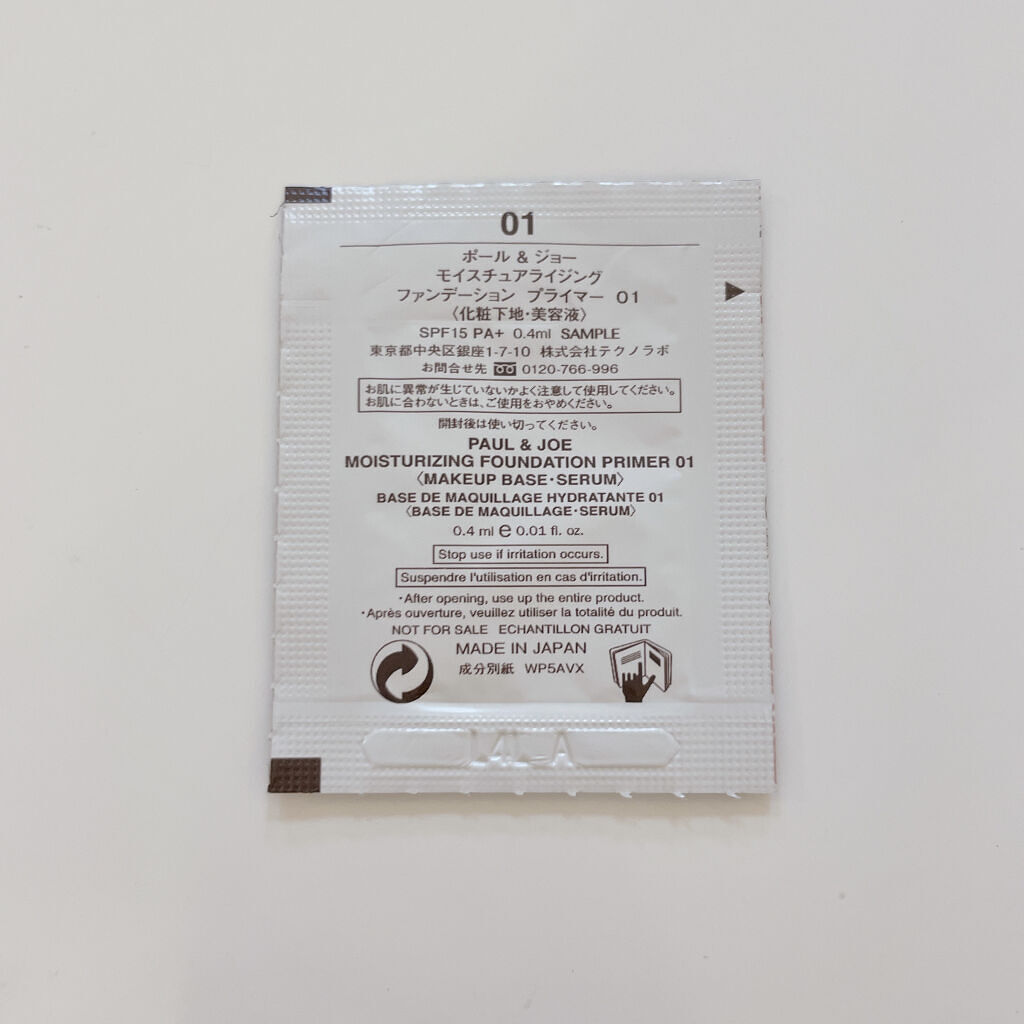 01
ポール & ジョー
モイスチュアライジング
ファンデーション プライマー 01
〈化粧下地・美容液〉
SPF15 PA+ 0.4ml SAMPLE
東京都中央区銀座1-7-10 株式会社テクノラボ
お問合せ先 0120-766-996
お肌に異常が生じていないかよく注意して使用してください。
お肌に合わないときは、ご使用をおやめください。
開封後は使い切ってください。
PAUL & JOE
MOISTURIZING FOUNDATION PRIMER 01
〈MAKEUP BASE・SERUM〉
BASE DE MAQUILLAGE HYDRATANTE 01
〈BASE DE MAQUILLAGE・SERUM〉
0.4 ml e 0.01 fl. oz.
Stop use if irritation occurs.
Suspendre l'utilisation en cas d'irritation.
・After opening, use up the entire product.
・Après ouverture, veuillez utiliser la totalité du produit.
NOT FOR SALE ECHANTILLON GRATUIT
MADE IN JAPAN
成分別紙 WP5AVX